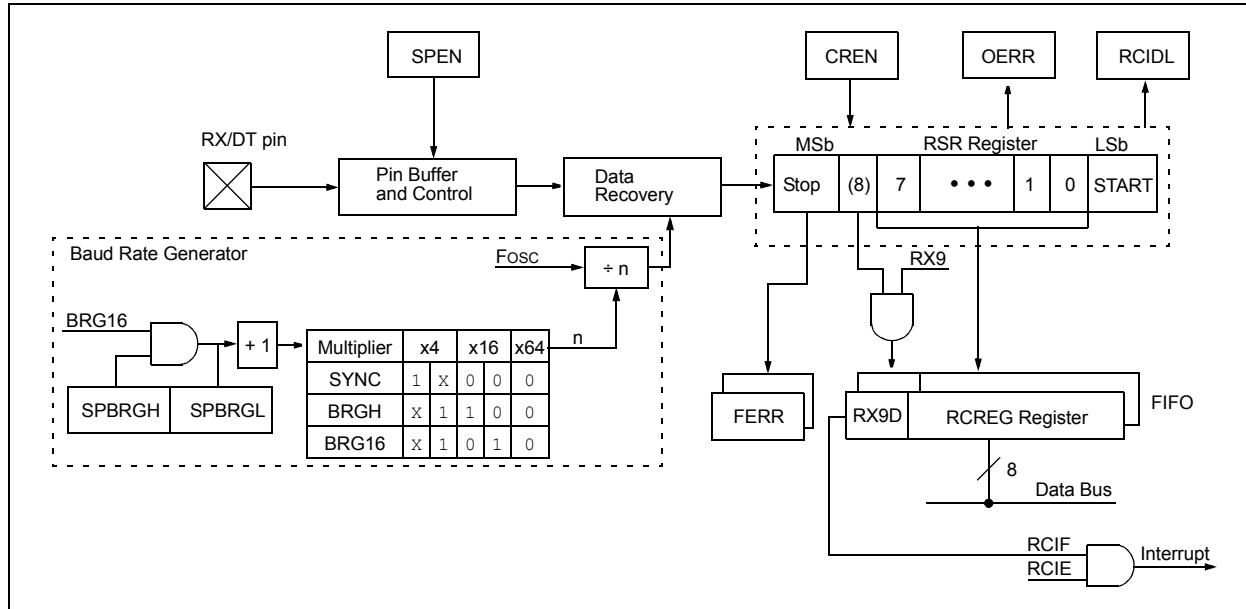 SPEN
CREN
OERR
RCIDL
RX/DT pin
Pin Buffer
and Control
Data
Recovery
MSb
RSR Register
LSb
Stop (8) 7 • • • 1 0 START
Baud Rate Generator
FOSC
÷ n
RX9
BRG16
+ 1
n
Multiplier x4 x16 x64
SYNC 1 X 0 0 0
BRGH X 1 1 0 0
BRG16 X 1 0 1 0
SPBRGH SPBRGL
FERR
RX9D RCREG Register
FIFO
8
Data Bus
RCIF
RCIE
Interrupt